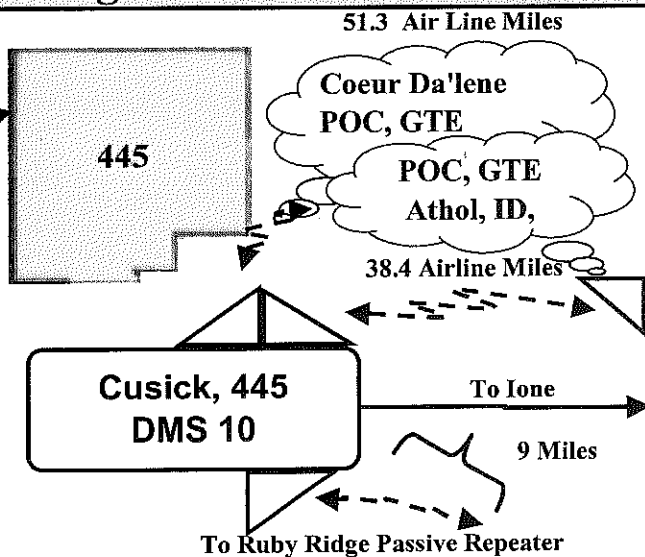 51.3 Air Line Miles
Coeur Da'lene
POC, GTE
445
POC, GTE
Athol, ID,
38.4 Airline Miles
Cusick, 445
DMS 10
To Ione
9 Miles
To Ruby Ridge Passive Repeater